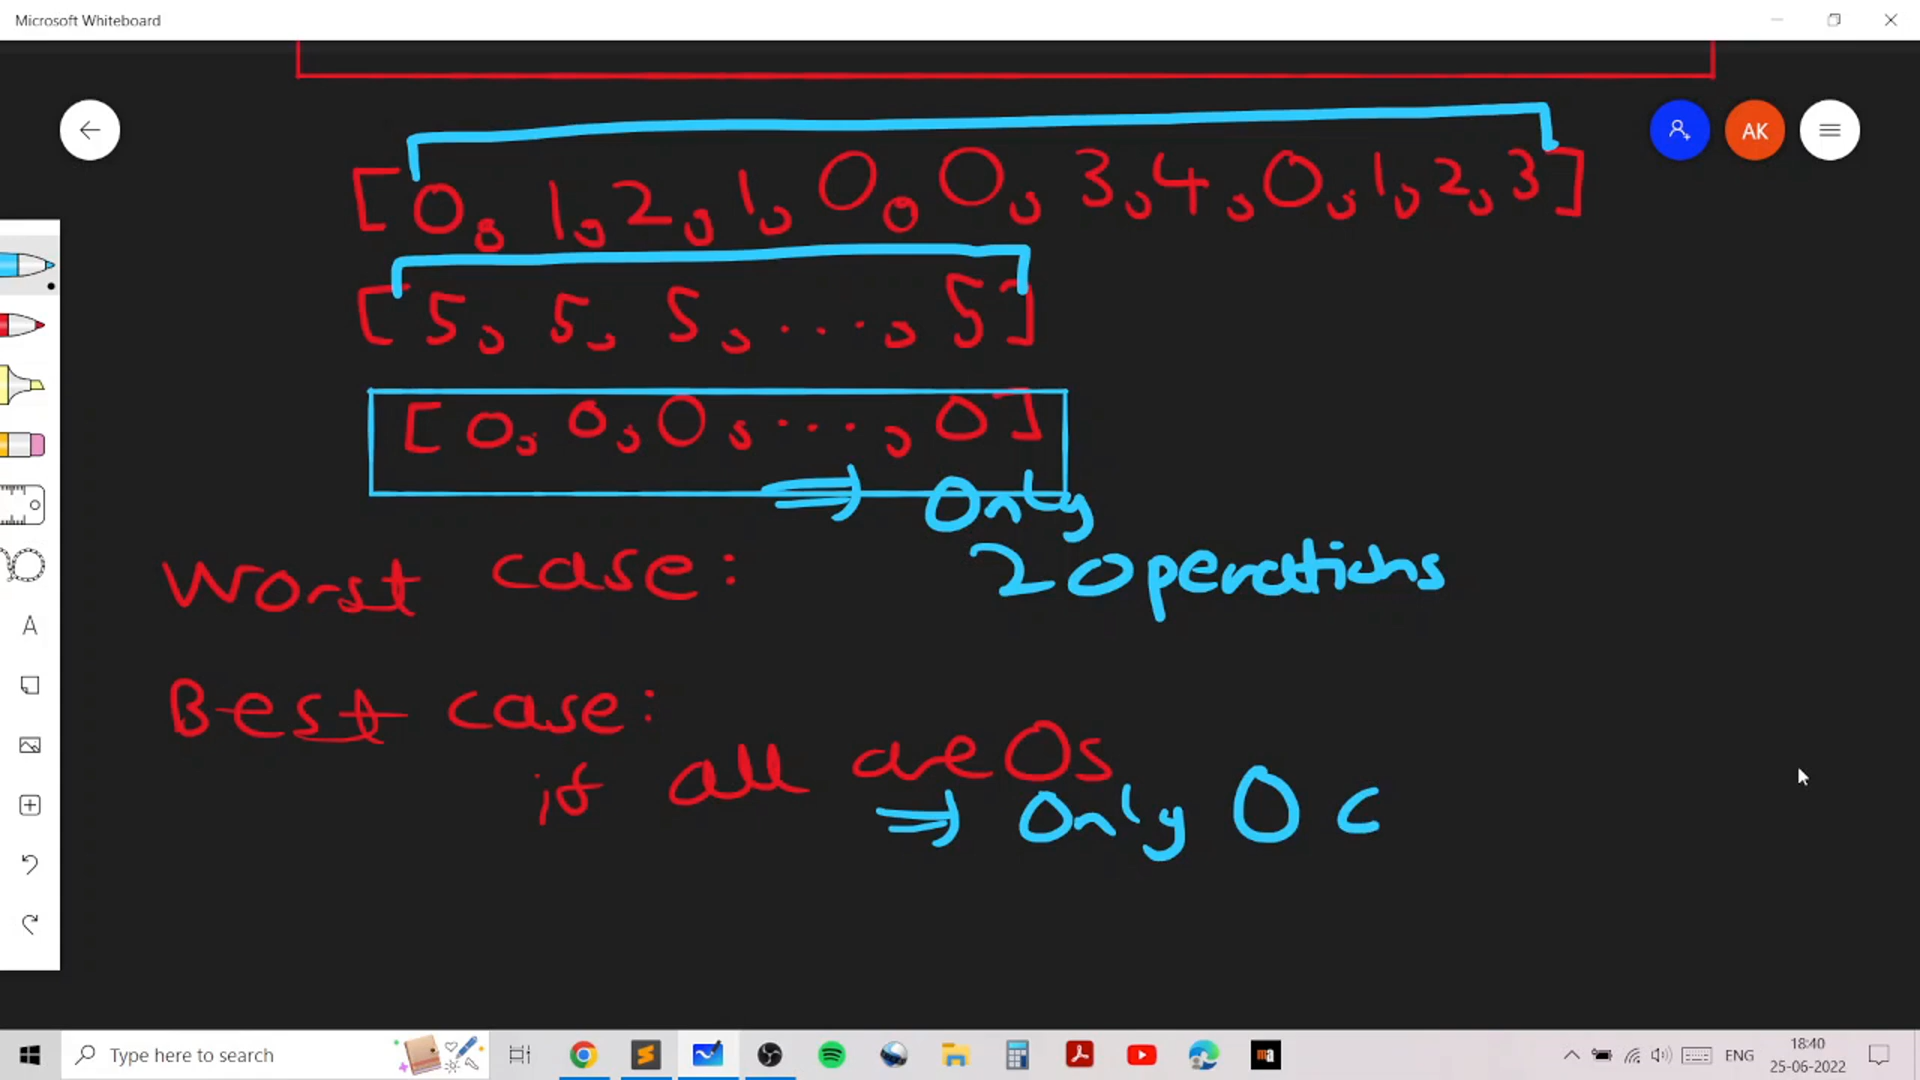 Microsoft Whiteboard
AK
[0, 1, 2, 1, 0, 0, 3, 4, 0, 1, 2, 3]
[5, 5, 5, ..., 5]
[0, 0, 0, ..., 0]
⇒ Only
2 Operations
Worst case:
Best case:
if all are 0s
⇒ Only 0 c
A
Type here to search
ma
ENG
18:40
25-06-2022